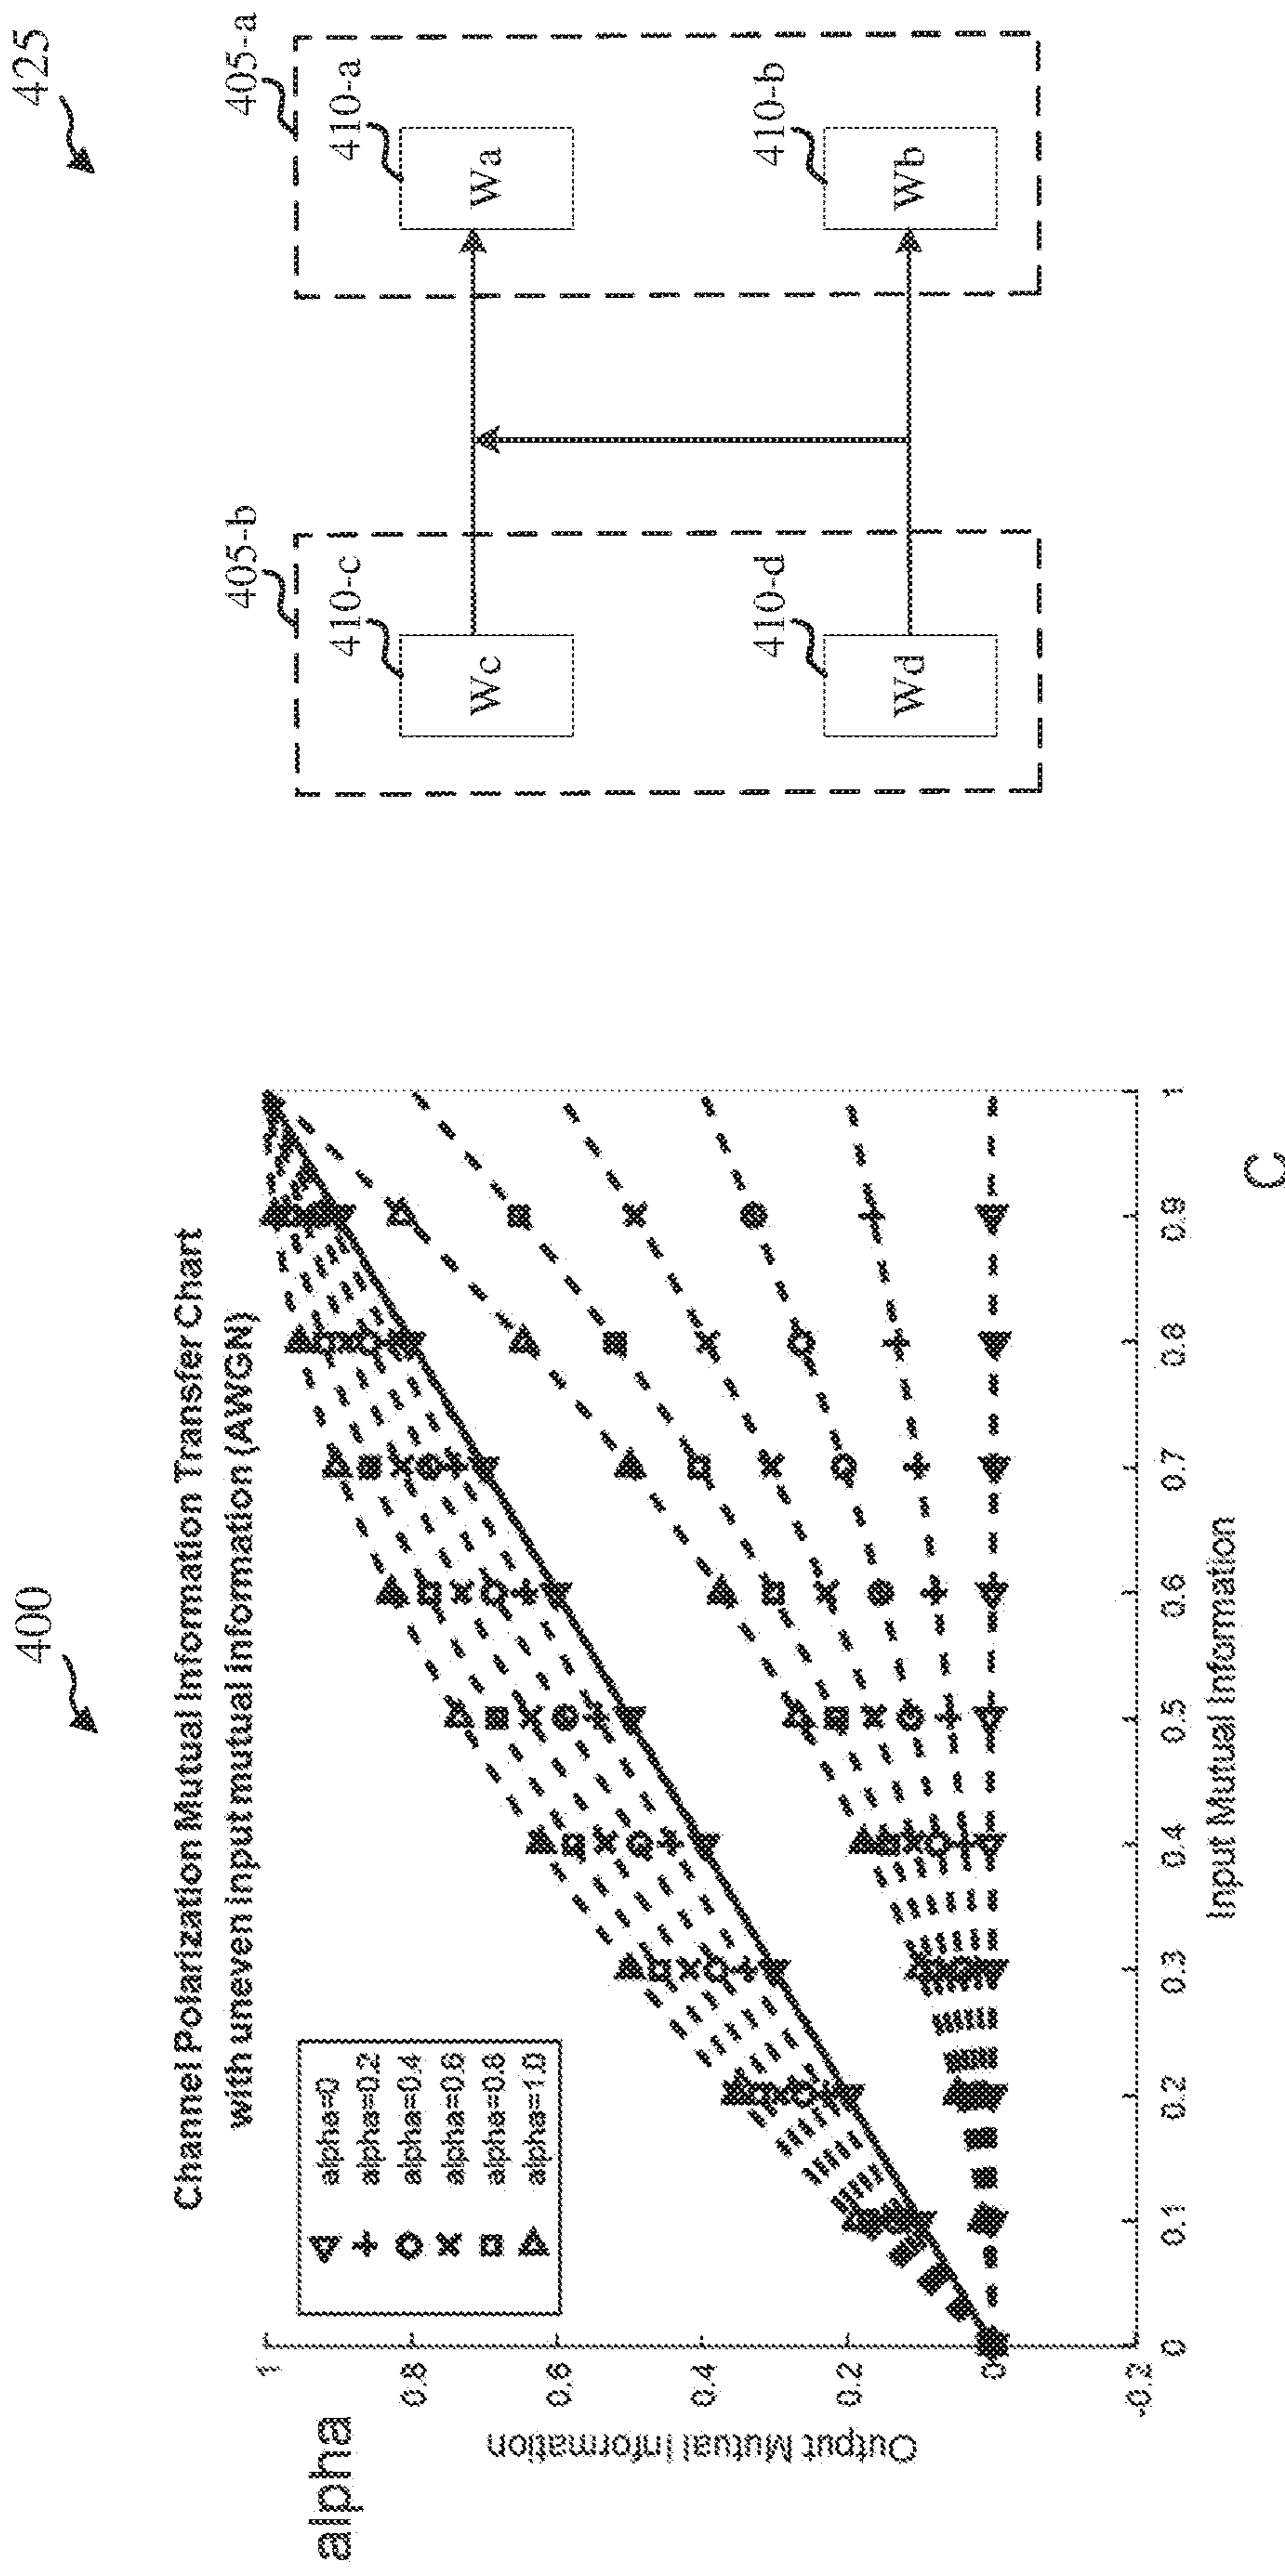 400
Channel Polarization Mutual Information Transfer Chart
with uneven input mutual information (AWGN)
alpha
Output Mutual Information
1
0.8
0.6
0.4
0.2
0
-0.2
alpha=0
alpha=0.2
alpha=0.4
alpha=0.6
alpha=0.8
alpha=1.0
0 0.1 0.2 0.3 0.4 0.5 0.6 0.7 0.8 0.9 1
Input Mutual Information
C
425
405-b
405-a
410-c
410-a
Wc
Wa
410-d
410-b
Wd
Wb